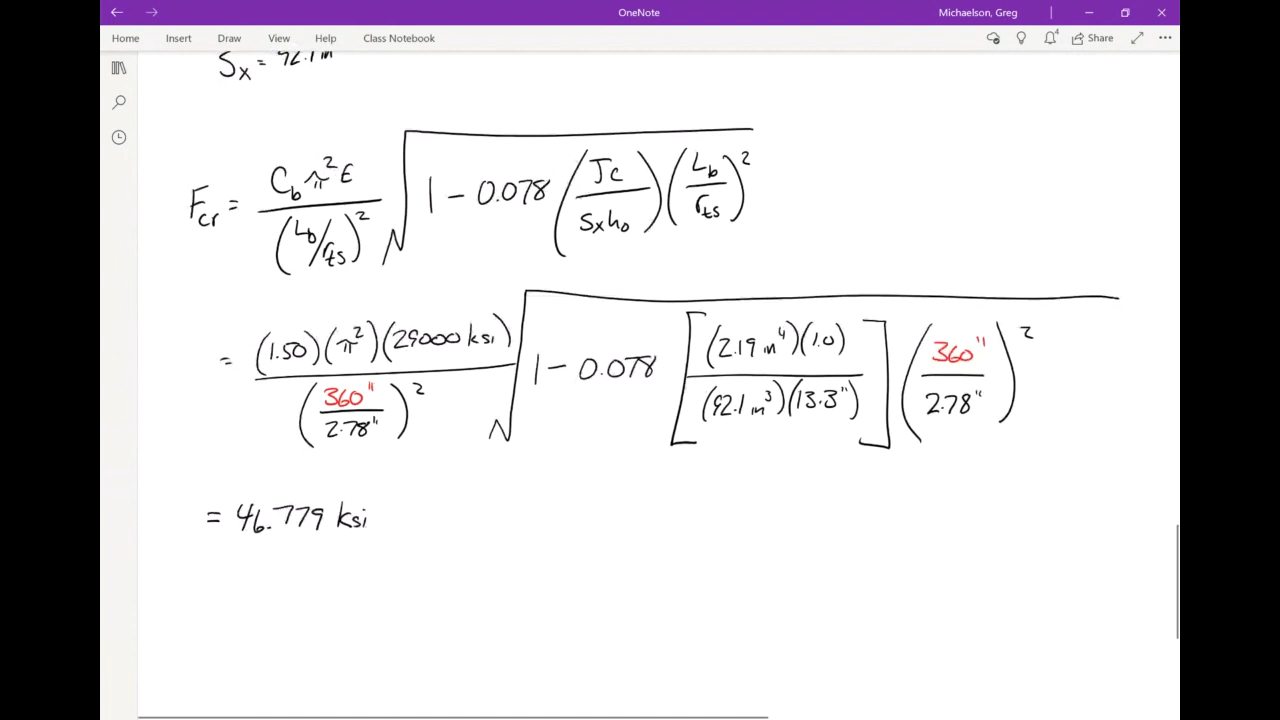 OneNote
Michaelson, Greg
Home Insert Draw View Help Class Notebook
4 Share
Sx = 92.1 in
Fcr = Cb π² E / (Lb/rts)² √ 1 - 0.078 (Jc / Sx ho) (Lb / rts)²
= (1.50)(π²)(29000 ksi) / (360" / 2.78")² √ 1 - 0.078 [(2.19 in⁴)(1.0) / (92.1 in³)(13.3")] (360" / 2.78")²
= 46.779 ksi